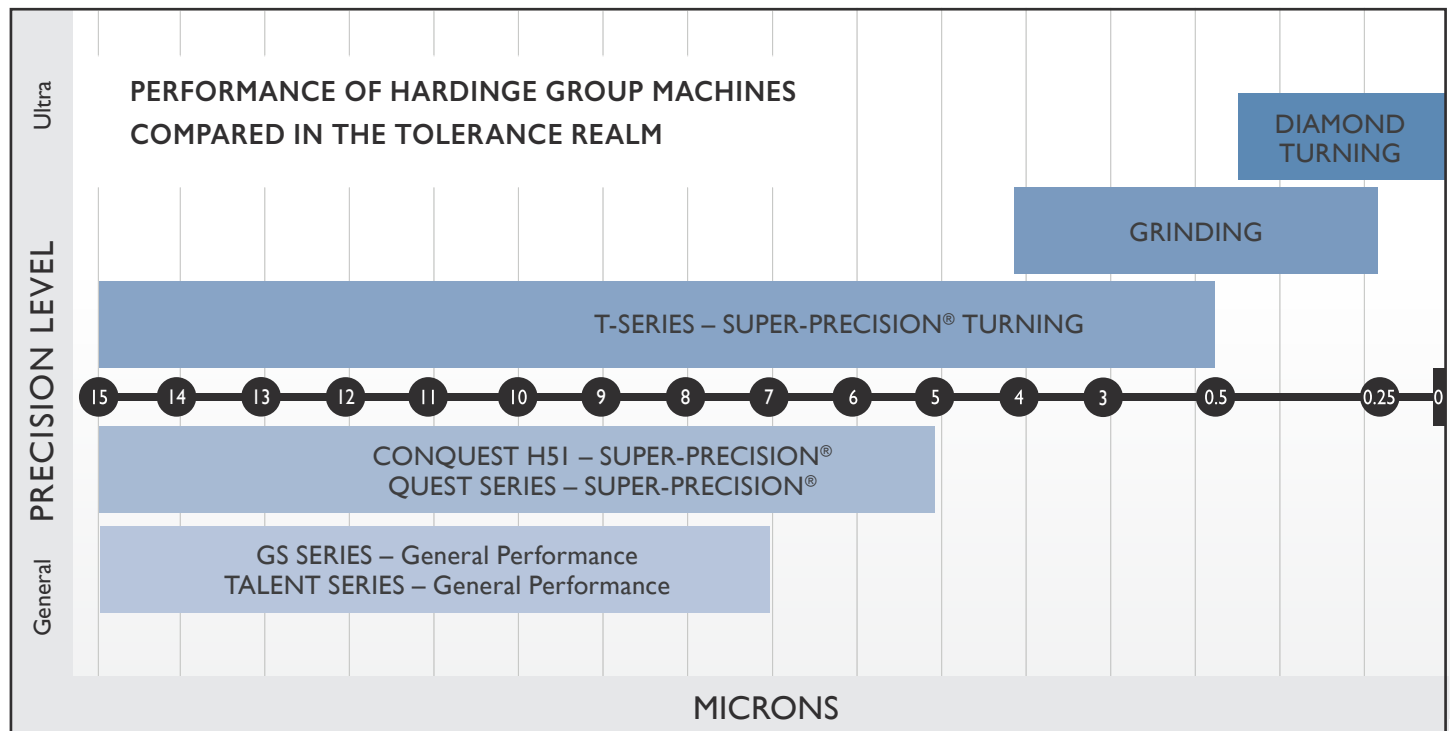 PERFORMANCE OF HARDINGE GROUP MACHINES
COMPARED IN THE TOLERANCE REALM
Ultra
PRECISION LEVEL
General
DIAMOND
TURNING
GRINDING
T-SERIES – SUPER-PRECISION® TURNING
15 14 13 12 11 10 9 8 7 6 5 4 3 0.5 0.25 0
CONQUEST H51 – SUPER-PRECISION®
QUEST SERIES – SUPER-PRECISION®
GS SERIES – General Performance
TALENT SERIES – General Performance
MICRONS